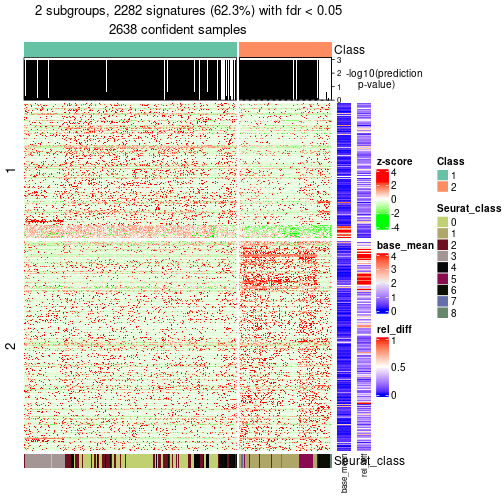 2 subgroups, 2282 signatures (62.3%) with fdr < 0.05
2638 confident samples
Class
3
2
1
0
-log10(prediction
p-value)
1
2
z-score
4
2
0
-2
-4
base_mean
4
3
2
1
0
rel_diff
1
0.5
0
Class
1
2
Seurat_class
0
1
2
3
4
5
6
7
8
Seurat_class
base_mean